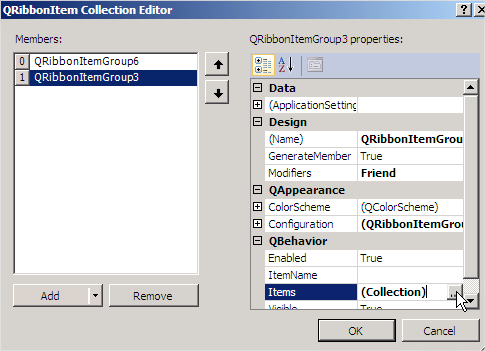 QRibbonItem Collection Editor
Members:
QRibbonItemGroup3 properties:
0 QRibbonItemGroup6
1 QRibbonItemGroup3
Data
(ApplicationSetting
Design
(Name) QRibbonItemGrou
GenerateMember True
Modifiers Friend
QAppearance
ColorScheme (QColorScheme)
Configuration (QRibbonItemGrou
QBehavior
Enabled True
ItemName
Items (Collection) ...
Visible True
Add Remove
OK Cancel